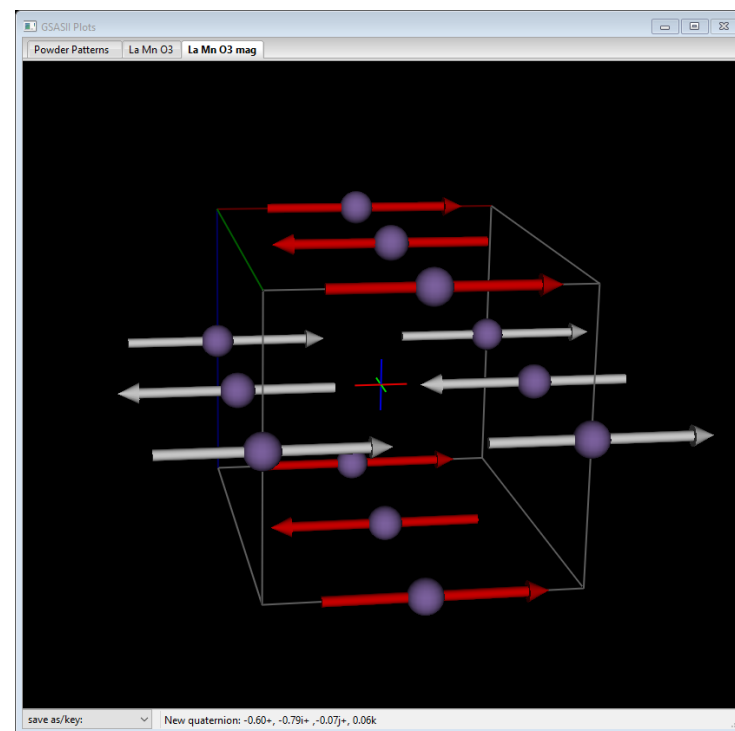 GSASII Plots
Powder Patterns La Mn O3 La Mn O3 mag
save as/key: New quaternion: -0.60+, -0.79i+ ,-0.07j+, 0.06k